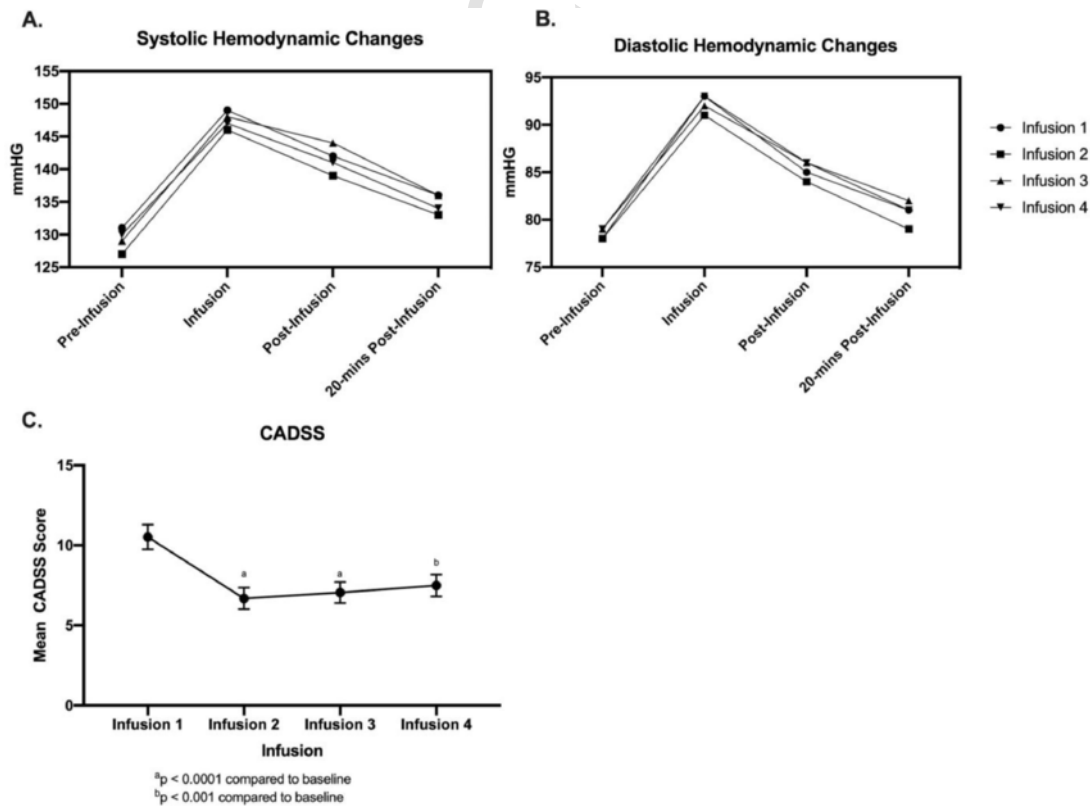 A.
Systolic Hemodynamic Changes
155
150
145
140
135
130
125
mmHG
Pre-Infusion
Infusion
Post-Infusion
20-mins Post-Infusion
B.
Diastolic Hemodynamic Changes
95
90
85
80
75
mmHG
Pre-Infusion
Infusion
Post-Infusion
20-mins Post-Infusion
Infusion 1
Infusion 2
Infusion 3
Infusion 4
C.
CADSS
15
10
5
0
Mean CADSS Score
a
a
b
Infusion 1 Infusion 2 Infusion 3 Infusion 4
Infusion
ap < 0.0001 compared to baseline
bp < 0.001 compared to baseline